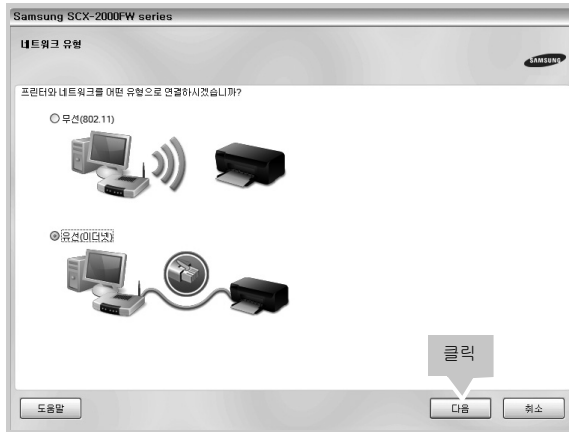 Samsung SCX-2000FW series
네트워크 유형
SAMSUNG
프린터와 네트워크를 어떤 유형으로 연결하시겠습니까?
무선(802.11)
유선(이더넷)
클릭
도움말
다음
취소